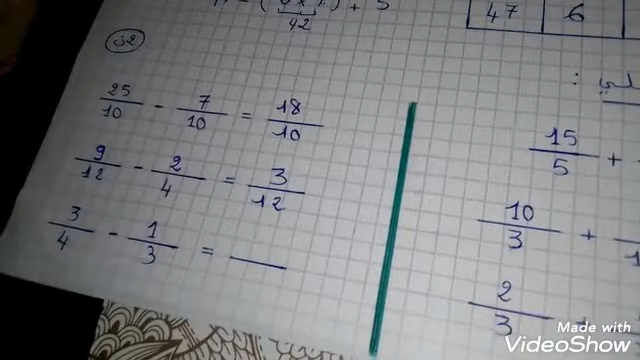 42
47 6
25/10 - 7/10 = 18/10
9/12 - 2/4 = 3/12
3/4 - 1/3 =
15/5 +
10/3 +
2/3 +
Made with
VideoShow